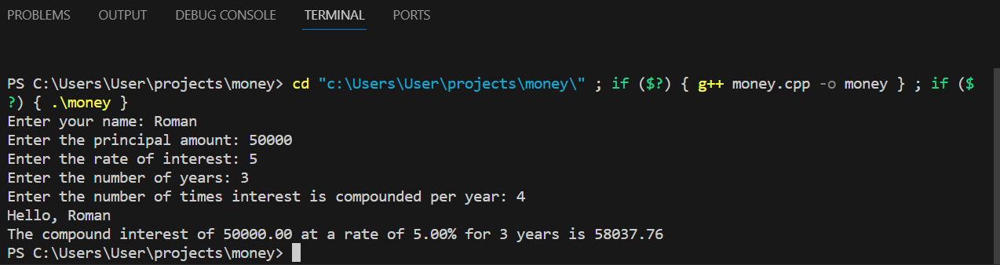 PROBLEMS OUTPUT DEBUG CONSOLE TERMINAL PORTS
PS C:\Users\User\projects\money> cd "c:\Users\User\projects\money\" ; if ($?) { g++ money.cpp -o money } ; if ($
?) { .\money }
Enter your name: Roman
Enter the principal amount: 50000
Enter the rate of interest: 5
Enter the number of years: 3
Enter the number of times interest is compounded per year: 4
Hello, Roman
The compound interest of 50000.00 at a rate of 5.00% for 3 years is 58037.76
PS C:\Users\User\projects\money>